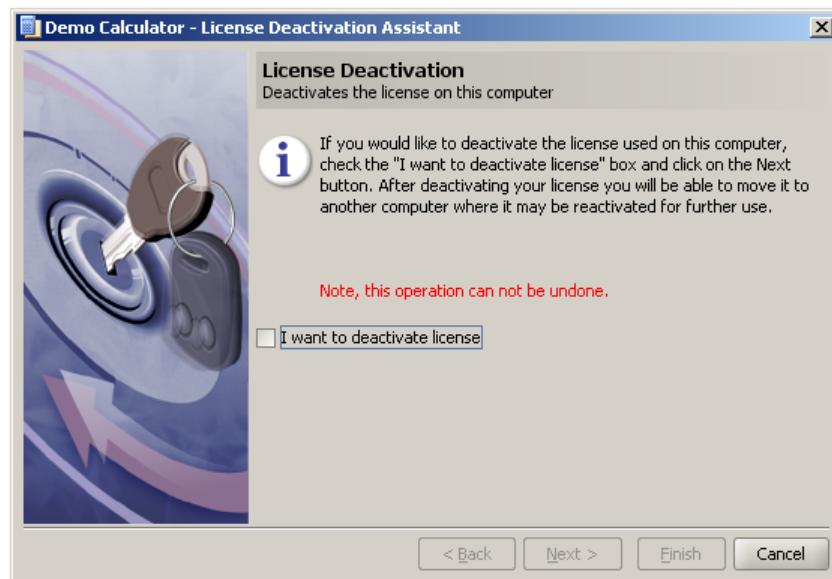 Demo Calculator - License Deactivation Assistant
License Deactivation
Deactivates the license on this computer
If you would like to deactivate the license used on this computer,
check the "I want to deactivate license" box and click on the Next
button. After deactivating your license you will be able to move it to
another computer where it may be reactivated for further use.
Note, this operation can not be undone.
I want to deactivate license
< Back Next > Finish Cancel